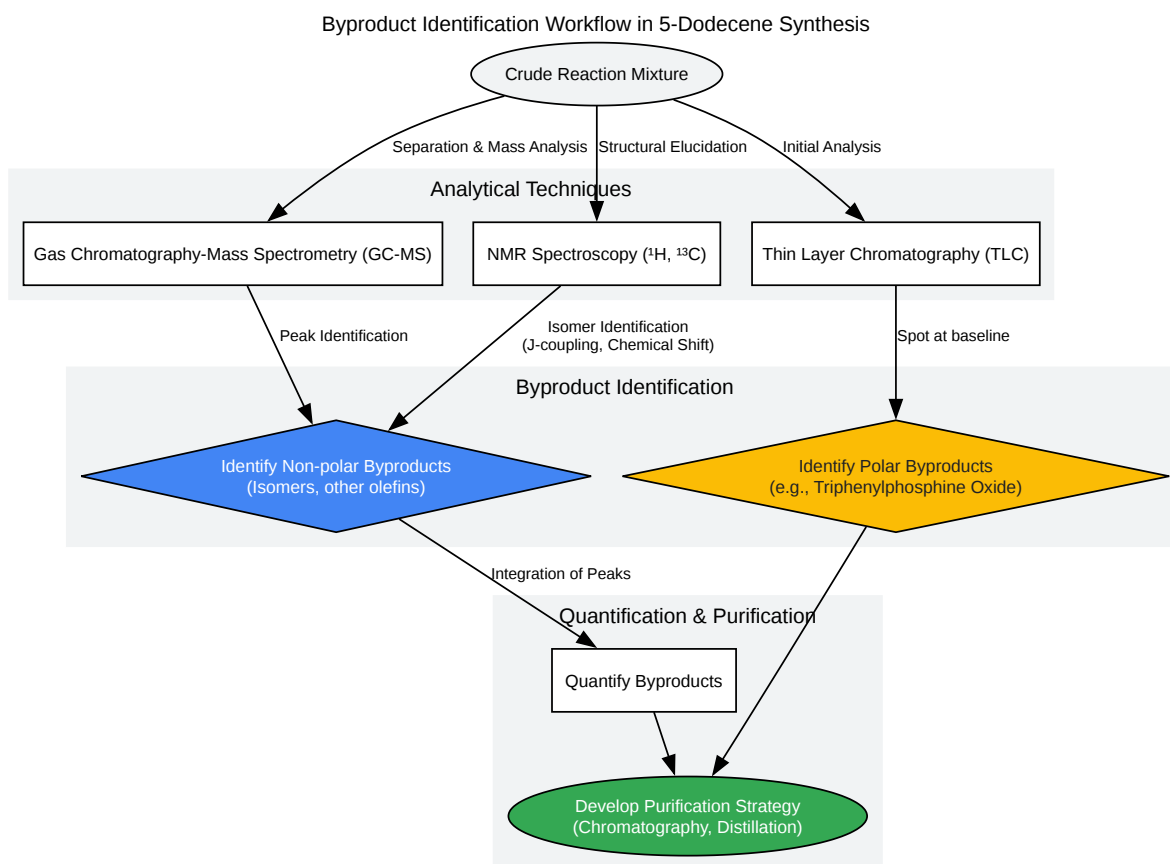 Byproduct Identification Workflow in 5-Dodecene Synthesis
Crude Reaction Mixture
Separation & Mass Analysis
Structural Elucidation
Initial Analysis
Analytical Techniques
Gas Chromatography-Mass Spectrometry (GC-MS)
NMR Spectroscopy (¹H, ¹³C)
Thin Layer Chromatography (TLC)
Peak Identification
Isomer Identification
(J-coupling, Chemical Shift)
Spot at baseline
Byproduct Identification
Identify Non-polar Byproducts
(Isomers, other olefins)
Identify Polar Byproducts
(e.g., Triphenylphosphine Oxide)
Integration of Peaks
Quantification & Purification
Quantify Byproducts
Develop Purification Strategy
(Chromatography, Distillation)